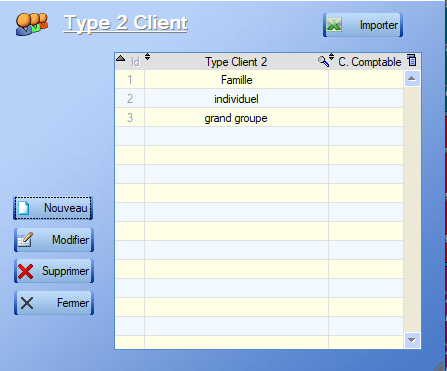 Type 2 Client
Importer
Id Type Client 2 C. Comptable
1 Famille
2 individuel
3 grand groupe
Nouveau
Modifier
Supprimer
Fermer